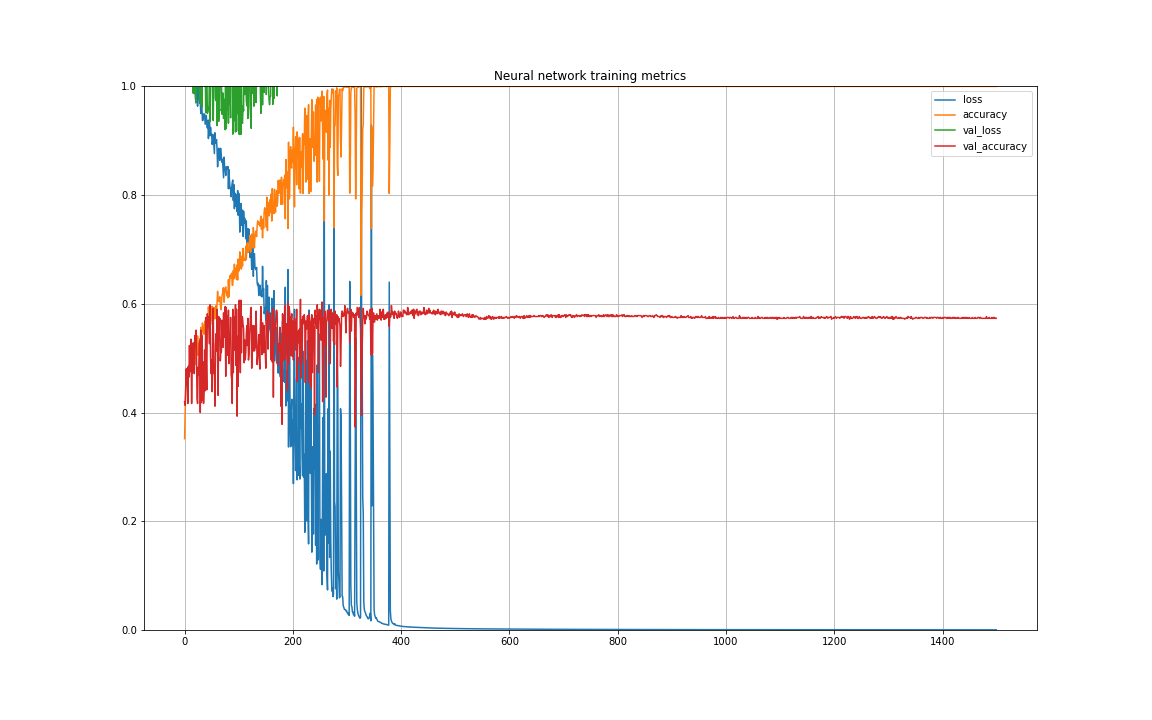 Neural network training metrics
1.0
0.8
0.6
0.4
0.2
0.0
loss
accuracy
val_loss
val_accuracy
0 200 400 600 800 1000 1200 1400